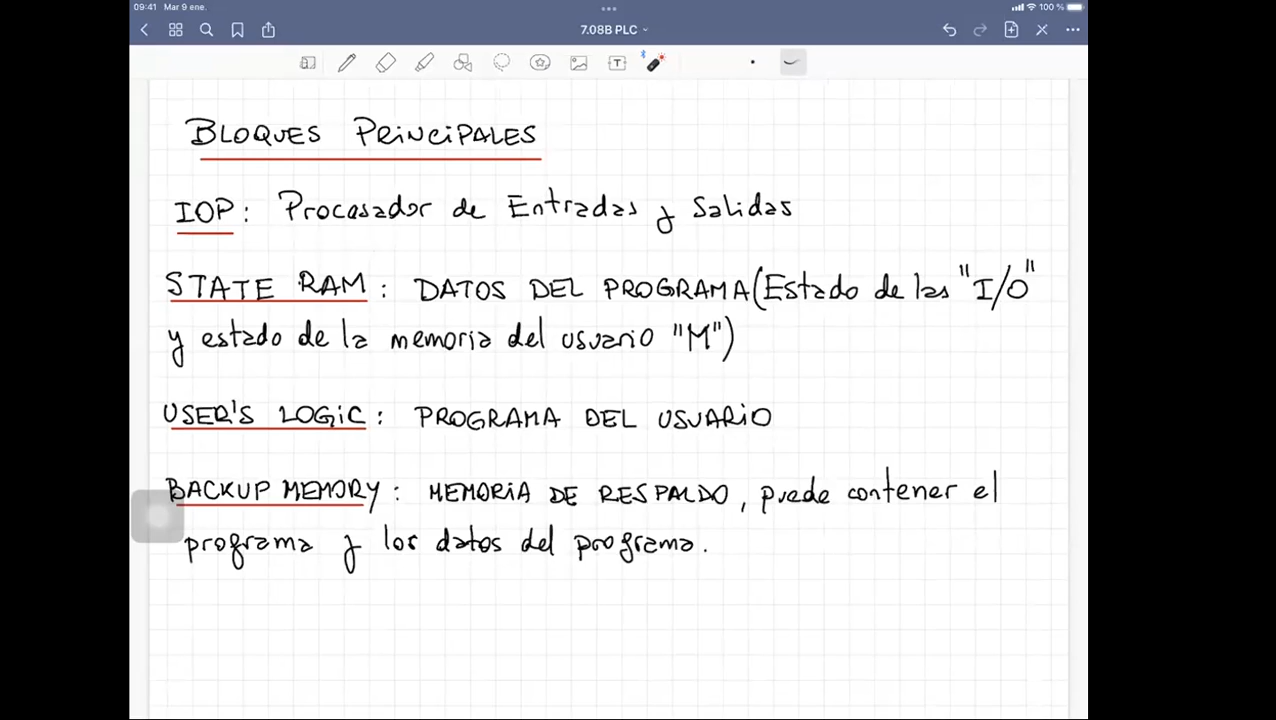 09:41 Mar 9 ene.
100 %
7.08B PLC
T
BLOQUES PRINCIPALES
IOP: Procesador de Entradas y Salidas
STATE RAM: DATOS DEL PROGRAMA (Estado de las "I/O"
y estado de la memoria del usuario "M")
USER'S LOGIC: PROGRAMA DEL USUARIO
BACKUP MEMORY: MEMORIA DE RESPALDO, puede contener el
programa y los datos del programa.